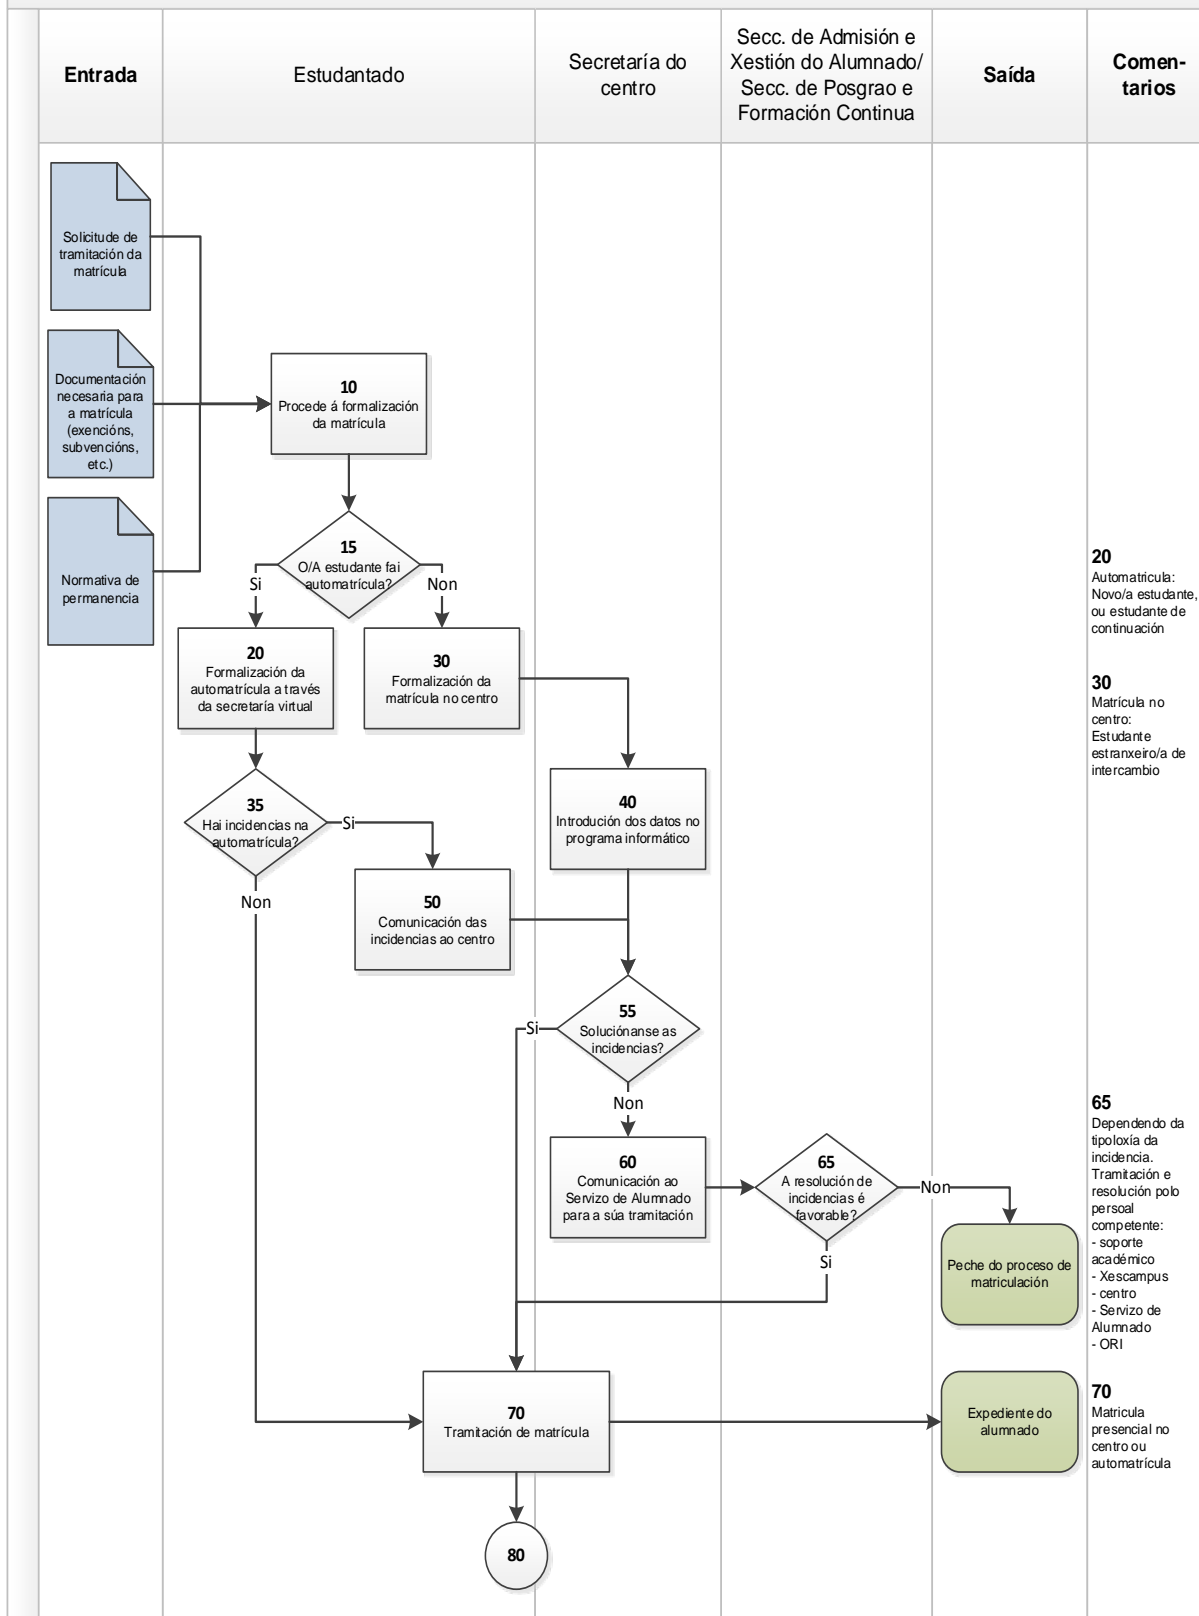 Entrada
Estudantado
Secretaría do
centro
Secc. de Admisión e
Xestión do Alumnado/
Secc. de Posgrao e
Formación Continua
Saída
Comen-
tarios
Solicitude de
tramitación da
matrícula
Documentación
necesaria para
a matrícula
(exencións,
subvencións,
etc.)
Normativa de
permanencia
10
Procede á formalización
da matrícula
15
O/A estudante fai
automatrícula?
Si
Non
20
Formalización da
automatrícula a través
da secretaría virtual
30
Formalización da
matrícula no centro
35
Hai incidencias na
automatrícula?
Si
Non
40
Introdución dos datos no
programa informático
50
Comunicación das
incidencias ao centro
55
Soluciónanse as
incidencias?
Si
Non
60
Comunicación ao
Servizo de Alumnado
para a súa tramitación
65
A resolución de
incidencias é
favorable?
Non
Si
Peche do proceso de
matriculación
70
Tramitación de matrícula
Expediente do
alumnado
80
20
Automatricula:
Novo/a estudante,
ou estudante de
continuación
30
Matrícula no
centro:
Estudante
estranxeiro/a de
intercambio
65
Dependendo da
tipoloxía da
incidencia.
Tramitación e
resolución polo
persoal
competente:
- soporte
académico
- Xescampus
- centro
- Servizo de
Alumnado
- ORI
70
Matricula
presencial no
centro ou
automatrícula